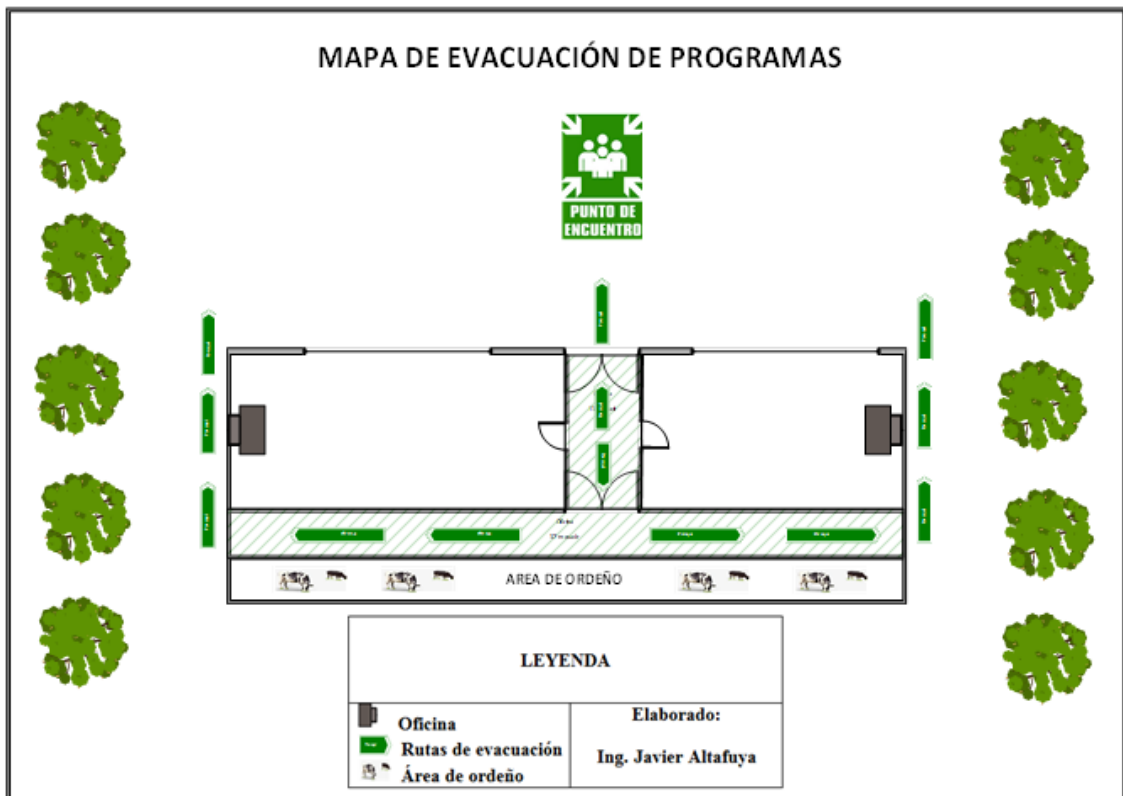 MAPA DE EVACUACIÓN DE PROGRAMAS
PUNTO DE
ENCUENTRO
AREA DE ORDEÑO
LEYENDA
Oficina
Rutas de evacuación
Área de ordeño
Elaborado:
Ing. Javier Altafuya